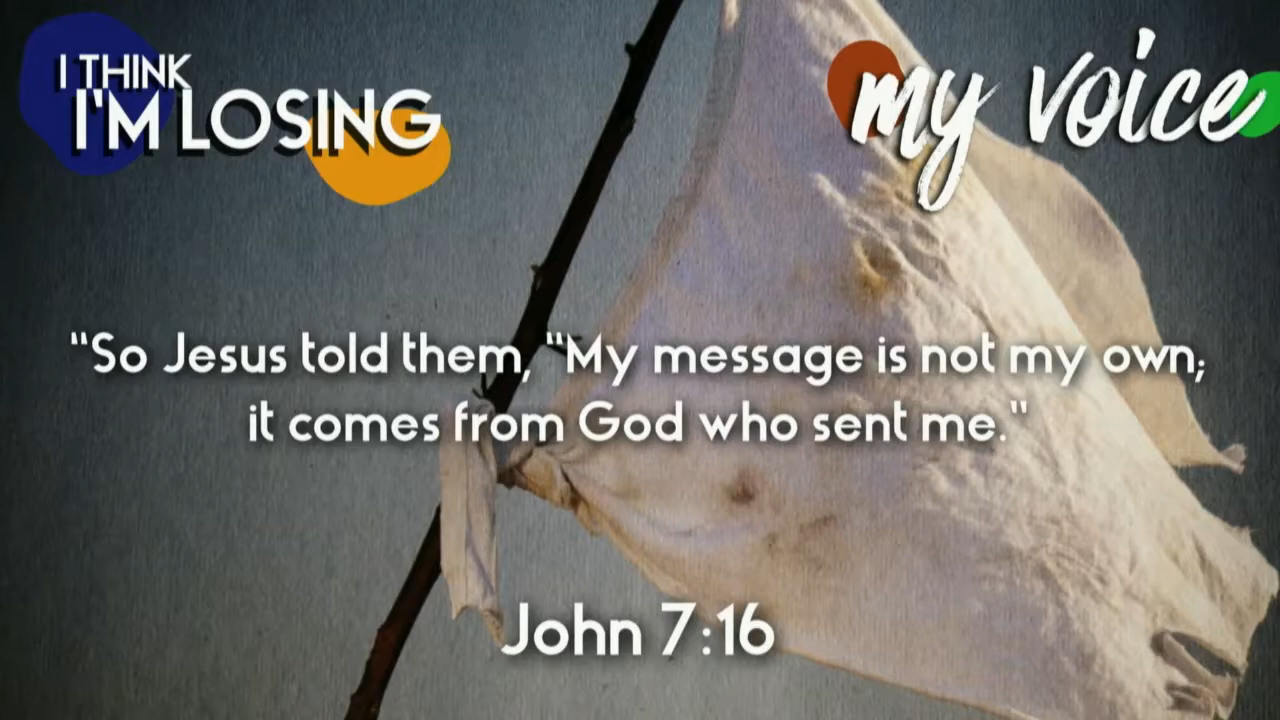 I THINK
I'M LOSING
my voice
"So Jesus told them, "My message is not my own;
it comes from God who sent me."
John 7:16